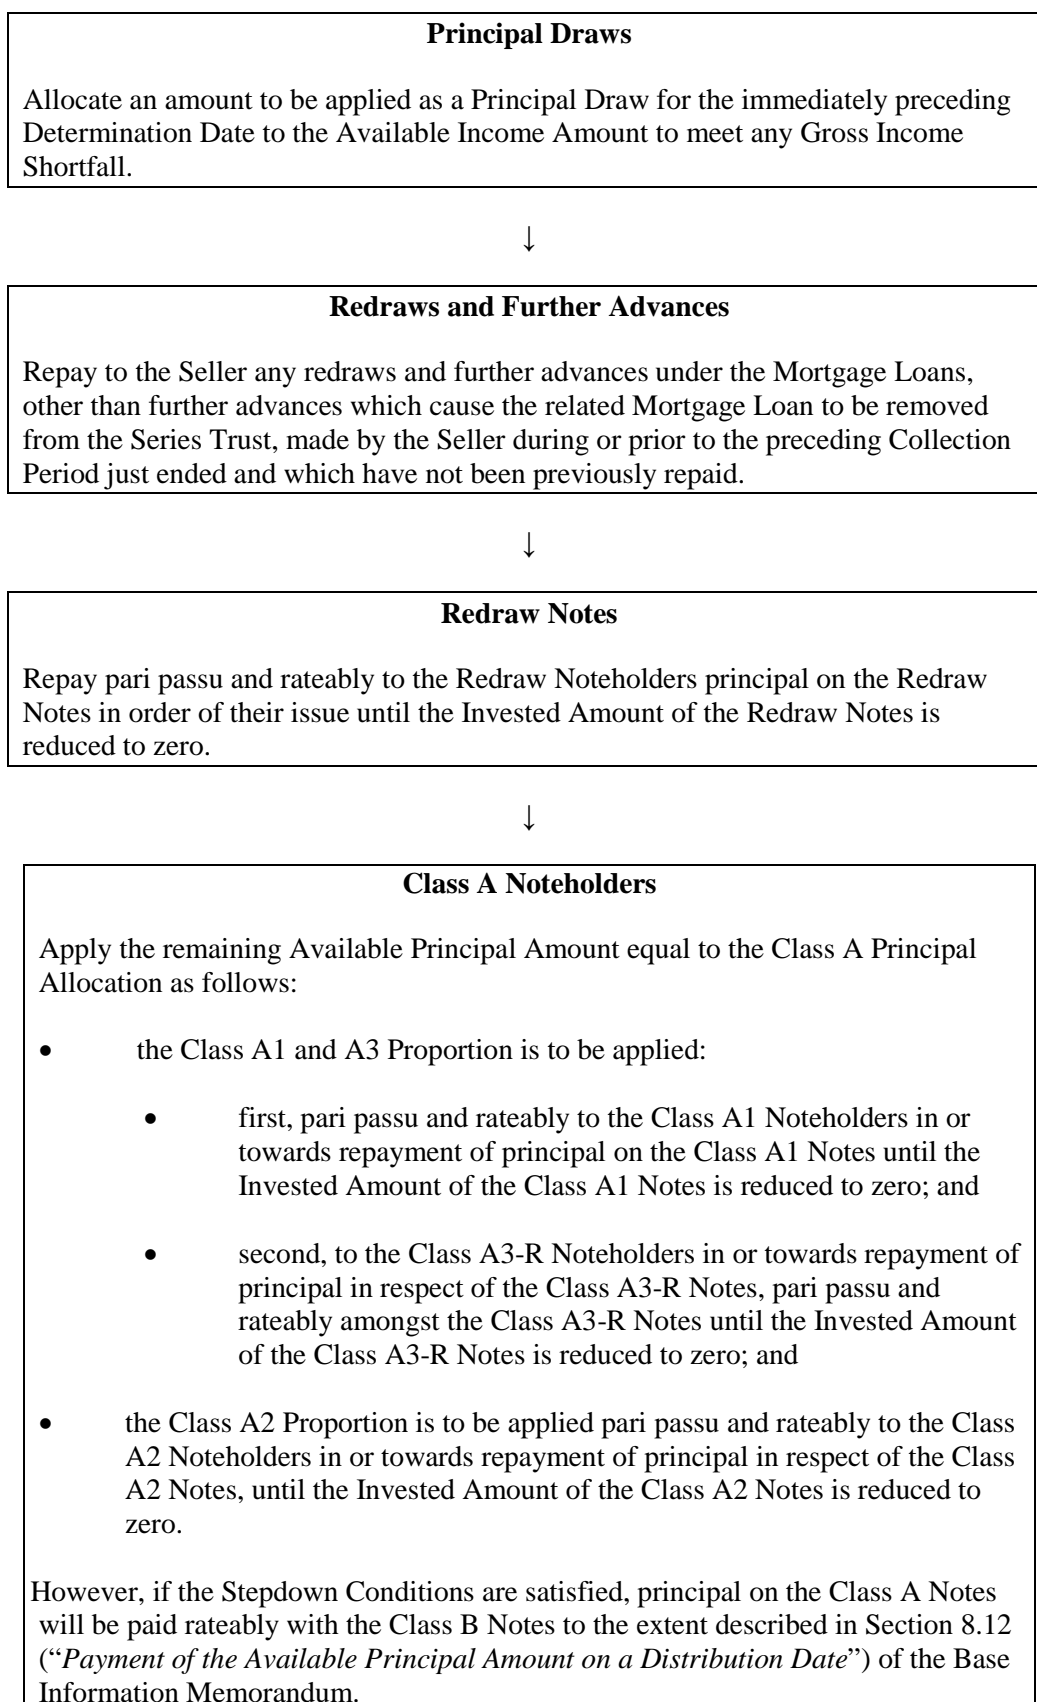 Principal Draws
Allocate an amount to be applied as a Principal Draw for the immediately preceding
Determination Date to the Available Income Amount to meet any Gross Income
Shortfall.
↓
Redraws and Further Advances
Repay to the Seller any redraws and further advances under the Mortgage Loans,
other than further advances which cause the related Mortgage Loan to be removed
from the Series Trust, made by the Seller during or prior to the preceding Collection
Period just ended and which have not been previously repaid.
↓
Redraw Notes
Repay pari passu and rateably to the Redraw Noteholders principal on the Redraw
Notes in order of their issue until the Invested Amount of the Redraw Notes is
reduced to zero.
↓
Class A Noteholders
Apply the remaining Available Principal Amount equal to the Class A Principal
Allocation as follows:
• the Class A1 and A3 Proportion is to be applied:
• first, pari passu and rateably to the Class A1 Noteholders in or
towards repayment of principal on the Class A1 Notes until the
Invested Amount of the Class A1 Notes is reduced to zero; and
• second, to the Class A3-R Noteholders in or towards repayment of
principal in respect of the Class A3-R Notes, pari passu and
rateably amongst the Class A3-R Notes until the Invested Amount
of the Class A3-R Notes is reduced to zero; and
• the Class A2 Proportion is to be applied pari passu and rateably to the Class
A2 Noteholders in or towards repayment of principal in respect of the Class
A2 Notes, until the Invested Amount of the Class A2 Notes is reduced to
zero.
However, if the Stepdown Conditions are satisfied, principal on the Class A Notes
will be paid rateably with the Class B Notes to the extent described in Section 8.12
(“Payment of the Available Principal Amount on a Distribution Date”) of the Base
Information Memorandum.